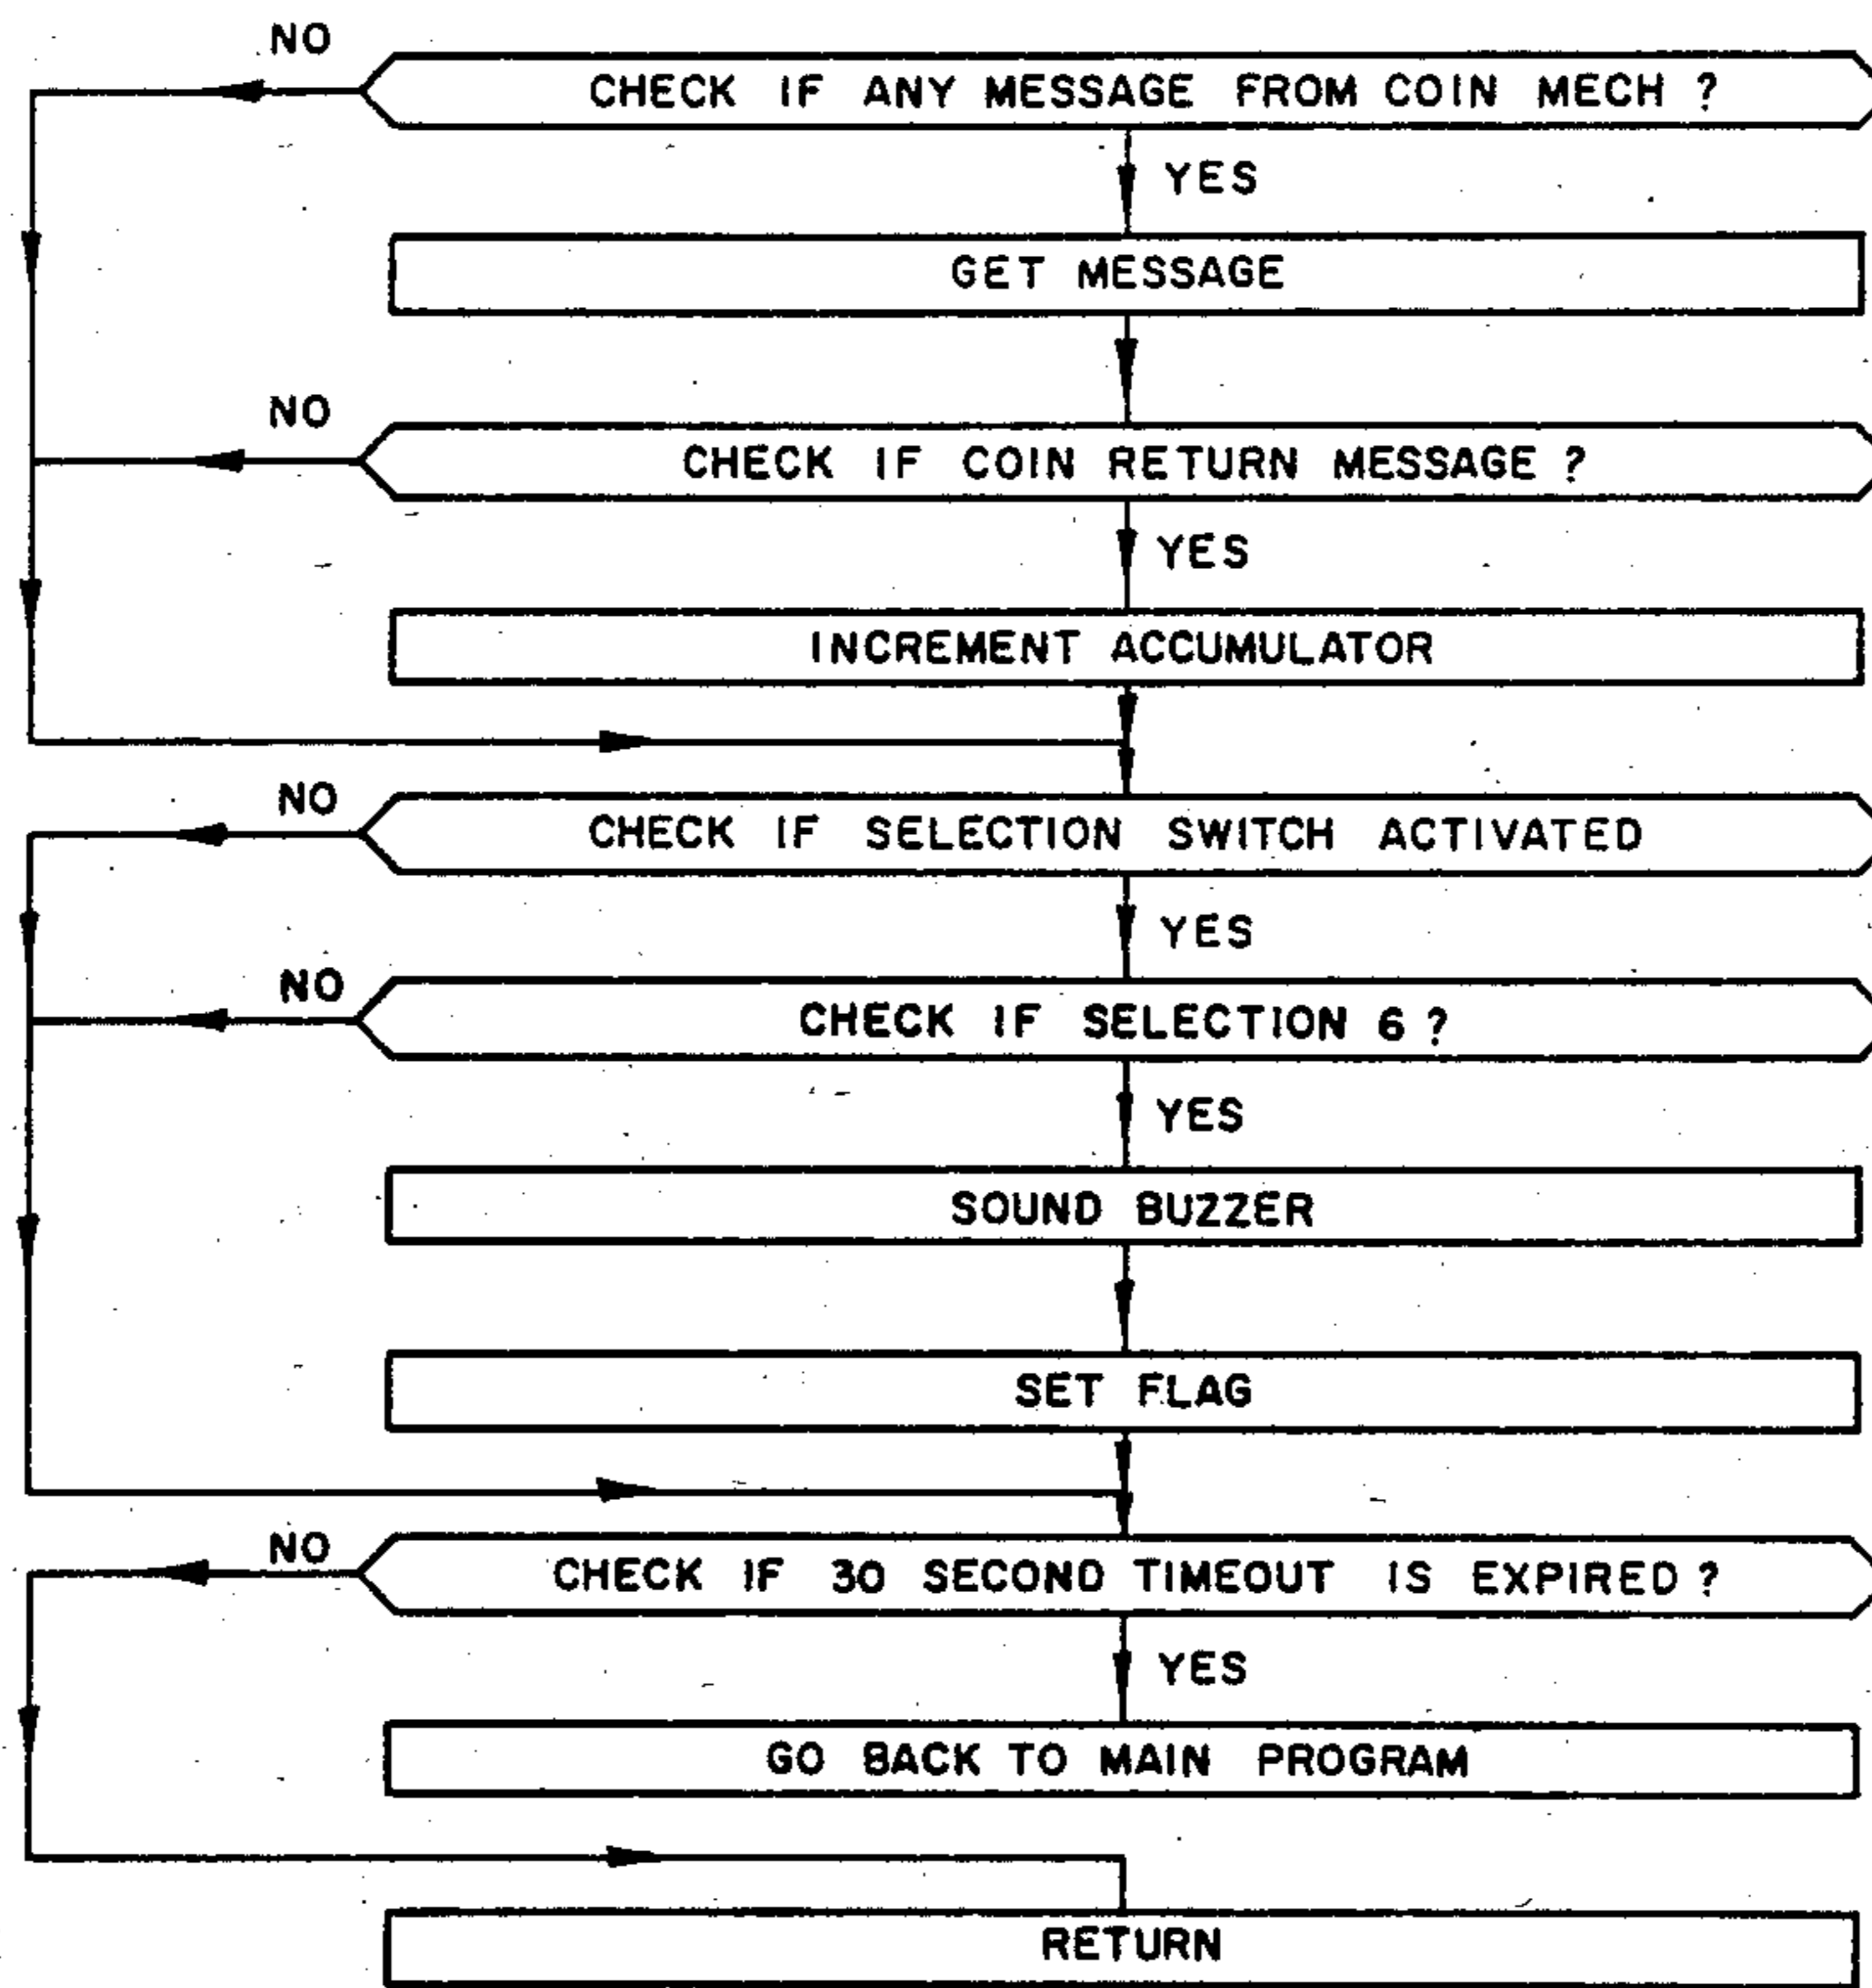 NO
CHECK IF ANY MESSAGE FROM COIN MECH ?
YES
GET MESSAGE
NO
CHECK IF COIN RETURN MESSAGE ?
YES
INCREMENT ACCUMULATOR
NO
CHECK IF SELECTION SWITCH ACTIVATED
YES
NO
CHECK IF SELECTION 6 ?
YES
SOUND BUZZER
SET FLAG
NO
CHECK IF 30 SECOND TIMEOUT IS EXPIRED ?
YES
GO BACK TO MAIN PROGRAM
RETURN